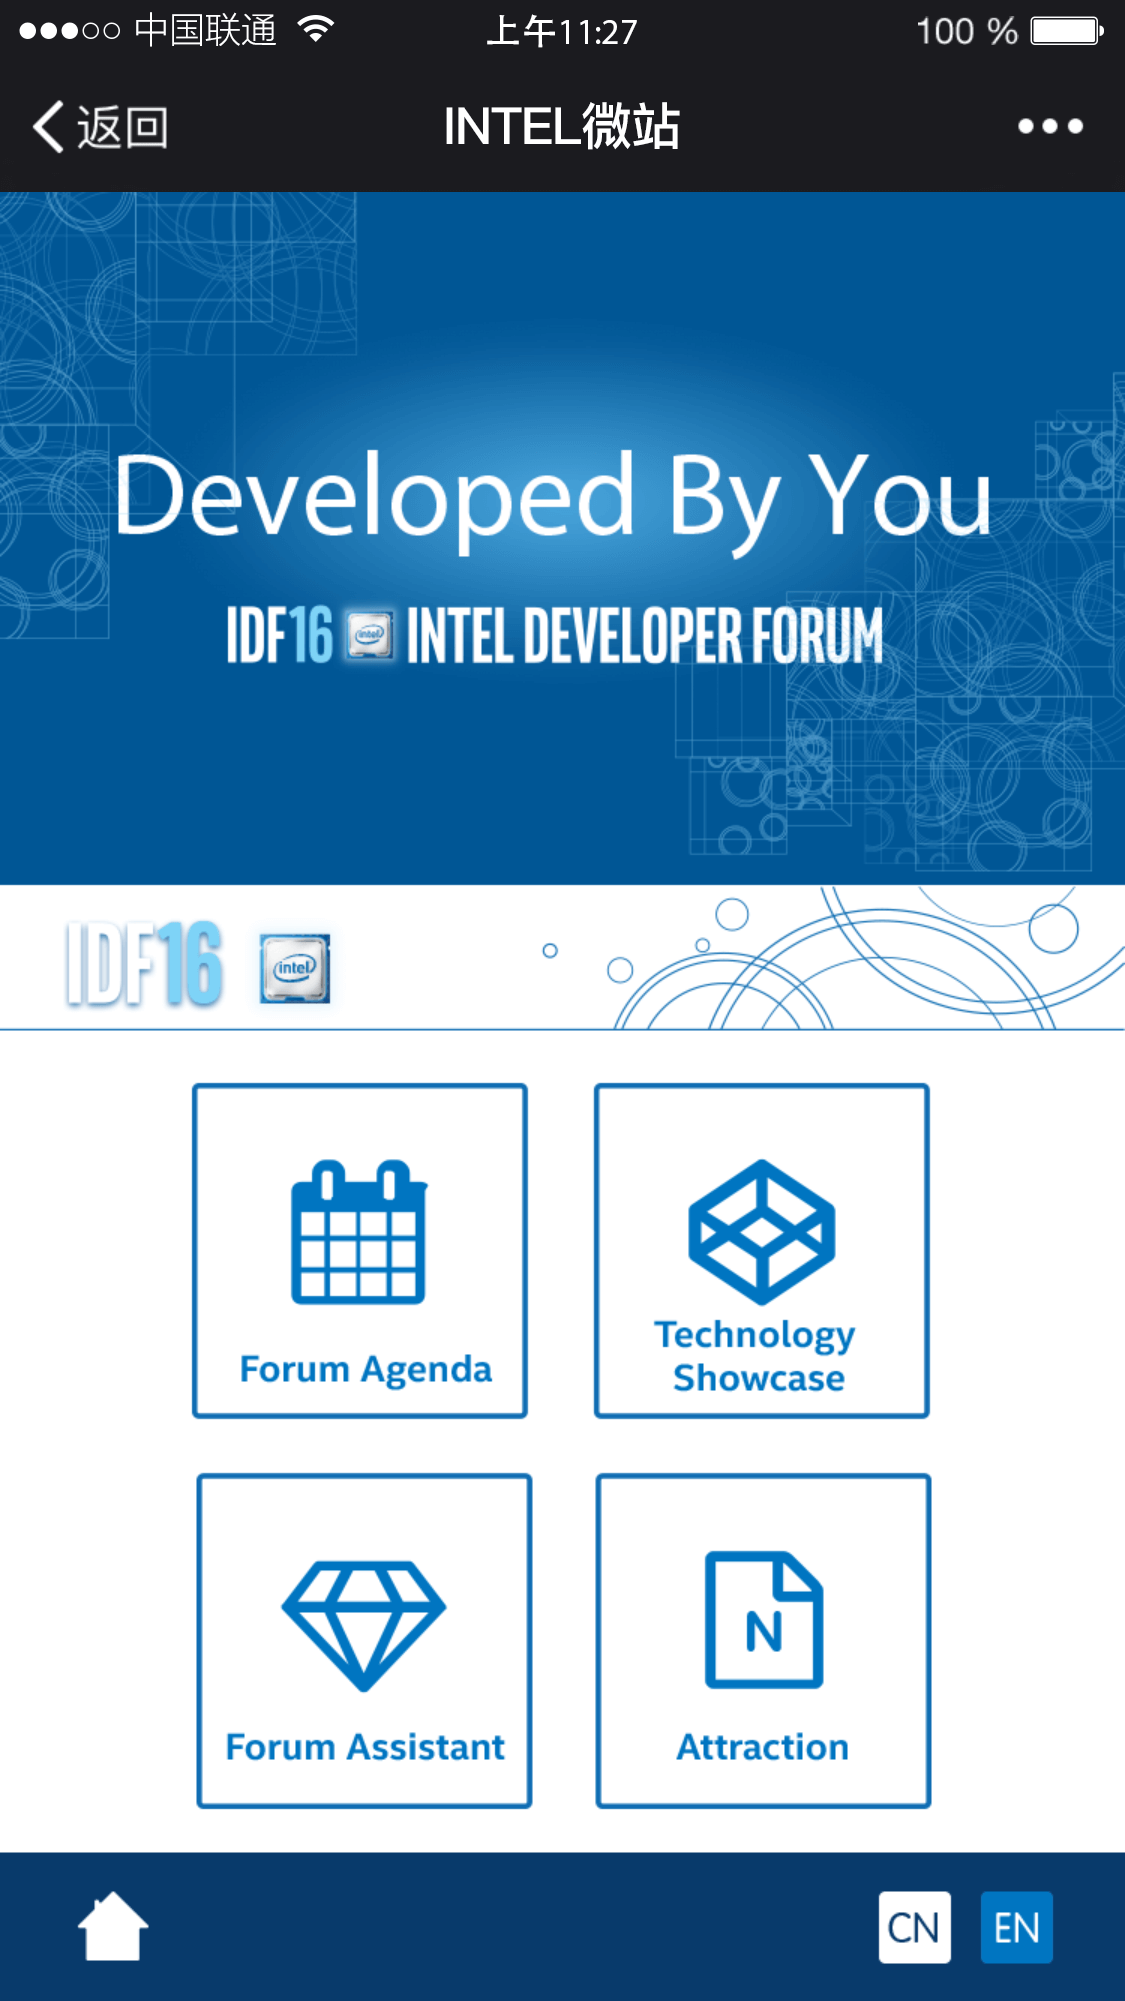 中国联通 上午11:27 100 %
返回 INTEL微站
Developed By You
IDF16 intel INTEL DEVELOPER FORUM
IDF16 intel
Forum Agenda
Technology
Showcase
Forum Assistant
N
Attraction
CN EN